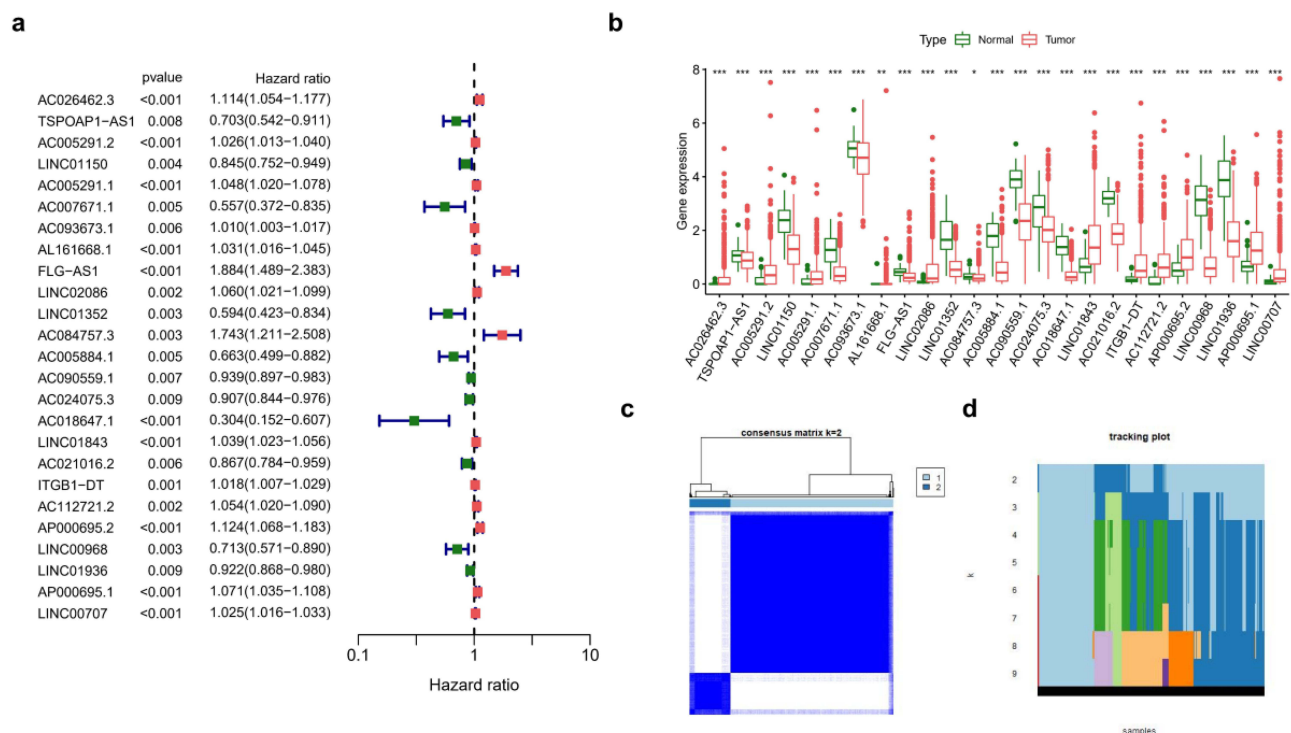 a
pvalue Hazard ratio
AC026462.3 <0.001 1.114(1.054−1.177)
TSPOAP1−AS1 0.008 0.703(0.542−0.911)
AC005291.2 <0.001 1.026(1.013−1.040)
LINC01150 0.004 0.845(0.752−0.949)
AC005291.1 <0.001 1.048(1.020−1.078)
AC007671.1 0.005 0.557(0.372−0.835)
AC093673.1 0.006 1.010(1.003−1.017)
AL161668.1 <0.001 1.031(1.016−1.045)
FLG−AS1 <0.001 1.884(1.489−2.383)
LINC02086 0.002 1.060(1.021−1.099)
LINC01352 0.003 0.594(0.423−0.834)
AC084757.3 0.003 1.743(1.211−2.508)
AC005884.1 0.005 0.663(0.499−0.882)
AC090559.1 0.007 0.939(0.897−0.983)
AC024075.3 0.009 0.907(0.844−0.976)
AC018647.1 <0.001 0.304(0.152−0.607)
LINC01843 <0.001 1.039(1.023−1.056)
AC021016.2 0.006 0.867(0.784−0.959)
ITGB1−DT 0.001 1.018(1.007−1.029)
AC112721.2 0.002 1.054(1.020−1.090)
AP000695.2 <0.001 1.124(1.068−1.183)
LINC00968 0.003 0.713(0.571−0.890)
LINC01936 0.009 0.922(0.868−0.980)
AP000695.1 <0.001 1.071(1.035−1.108)
LINC00707 <0.001 1.025(1.016−1.033)
0.1 1 10
Hazard ratio
b
Type Normal Tumor
*** *** *** *** *** *** *** ** *** *** *** * *** *** *** *** *** *** *** *** *** *** *** *** ***
8
6
4
2
0
Gene expression
AC026462.3
TSPOAP1−AS1
AC005291.2
LINC01150
AC005291.1
AC007671.1
AC093673.1
AL161668.1
FLG−AS1
LINC02086
LINC01352
AC084757.3
AC005884.1
AC090559.1
AC024075.3
AC018647.1
LINC01843
AC021016.2
ITGB1−DT
AC112721.2
AP000695.2
LINC00968
LINC01936
AP000695.1
LINC00707
c
consensus matrix k=2
1
2
d
tracking plot
2
3
4
5
6
7
8
9
k
samples